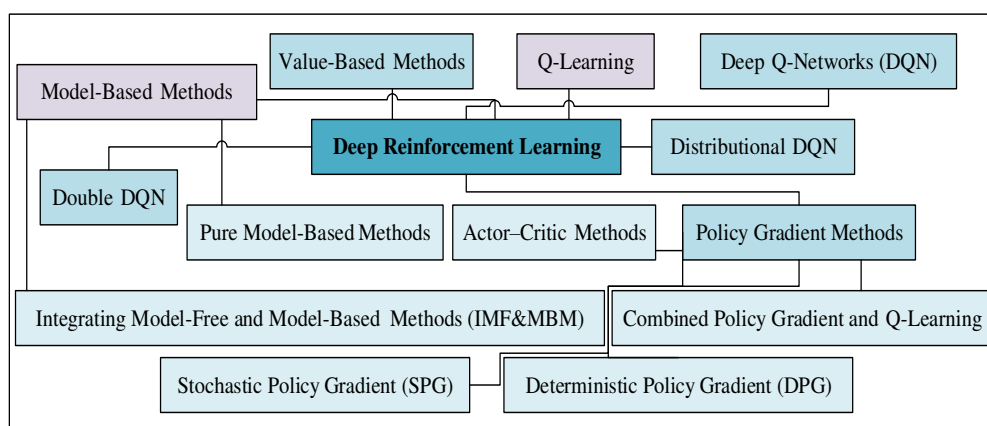 Value-Based Methods
Q-Learning
Deep Q-Networks (DQN)
Model-Based Methods
Deep Reinforcement Learning
Distributional DQN
Double DQN
Pure Model-Based Methods
Actor–Critic Methods
Policy Gradient Methods
Integrating Model-Free and Model-Based Methods (IMF&MBM)
Combined Policy Gradient and Q-Learning
Stochastic Policy Gradient (SPG)
Deterministic Policy Gradient (DPG)